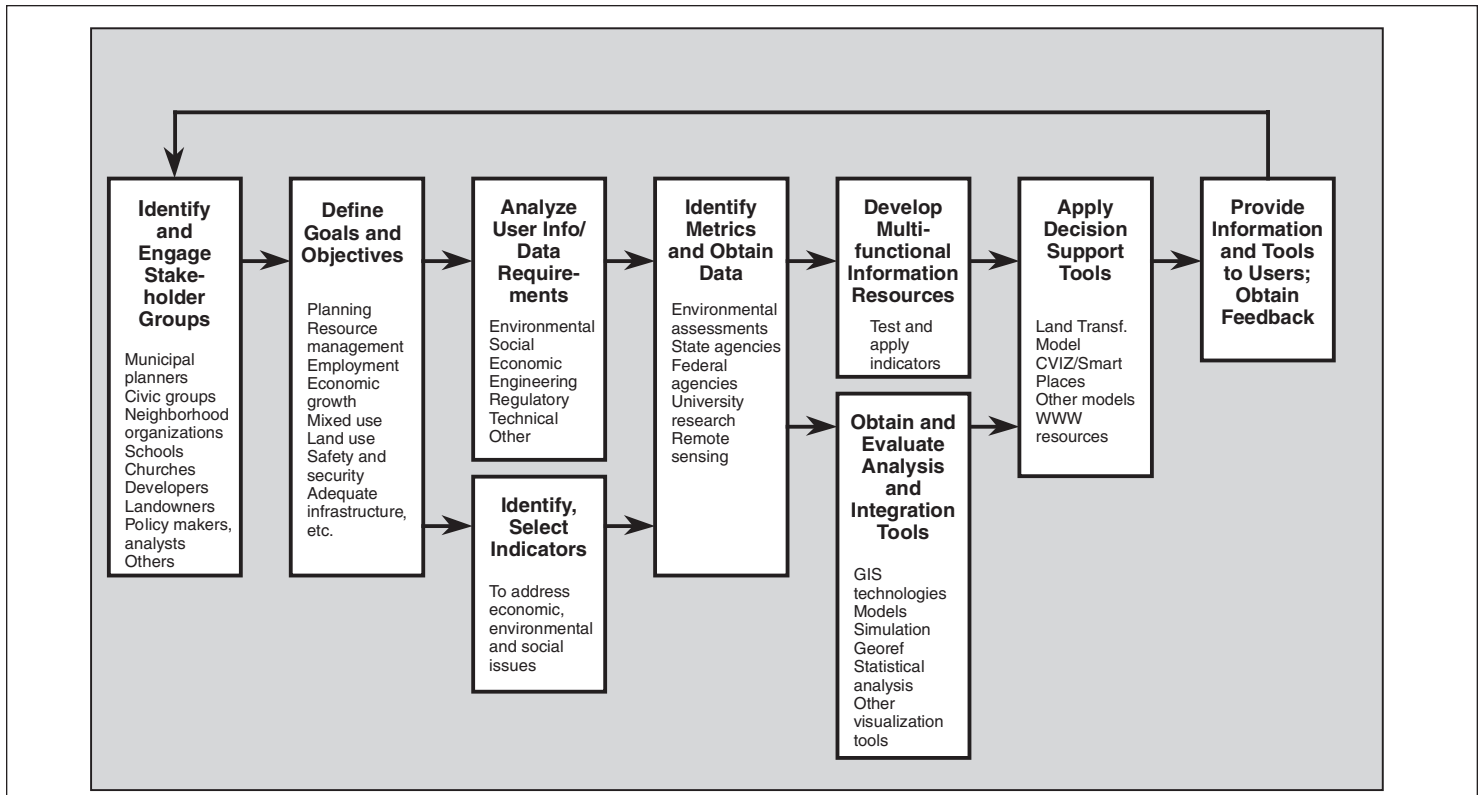 Identify
and
Engage
Stake-
holder
Groups
Municipal
planners
Civic groups
Neighborhood
organizations
Schools
Churches
Developers
Landowners
Policy makers,
analysts
Others
Define
Goals and
Objectives
Planning
Resource
management
Employment
Economic
growth
Mixed use
Land use
Safety and
security
Adequate
infrastructure,
etc.
Analyze
User Info/
Data
Require-
ments
Environmental
Social
Economic
Engineering
Regulatory
Technical
Other
Identify,
Select
Indicators
To address
economic,
environmental
and social
issues
Identify
Metrics
and Obtain
Data
Environmental
assessments
State agencies
Federal
agencies
University
research
Remote
sensing
Develop
Multi-
functional
Information
Resources
Test and
apply
indicators
Obtain and
Evaluate
Analysis
and
Integration
Tools
GIS
technologies
Models
Simulation
Georef
Statistical
analysis
Other
visualization
tools
Apply
Decision
Support
Tools
Land Transf.
Model
CVIZ/Smart
Places
Other models
WWW
resources
Provide
Information
and Tools
to Users;
Obtain
Feedback